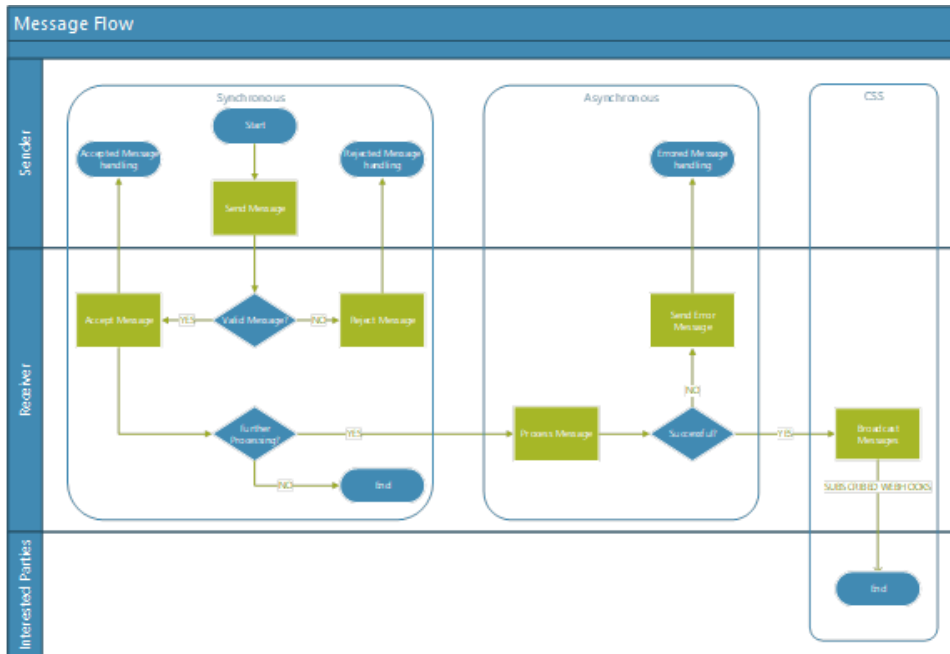 Message Flow
Sender
Synchronous
Asynchronous
CSS
Start
Accepted Message
handling
Rejected Message
handling
Errored Message
handling
Send Message
Receiver
Accept Message
YES
Valid Message?
NO
Reject Message
Send Error
Message
NO
Further
Processing?
YES
Process Message
Successful?
YES
Broadcast
Messages
NO
End
SUBSCRIBED WEBHOOKS
Interested Parties
End